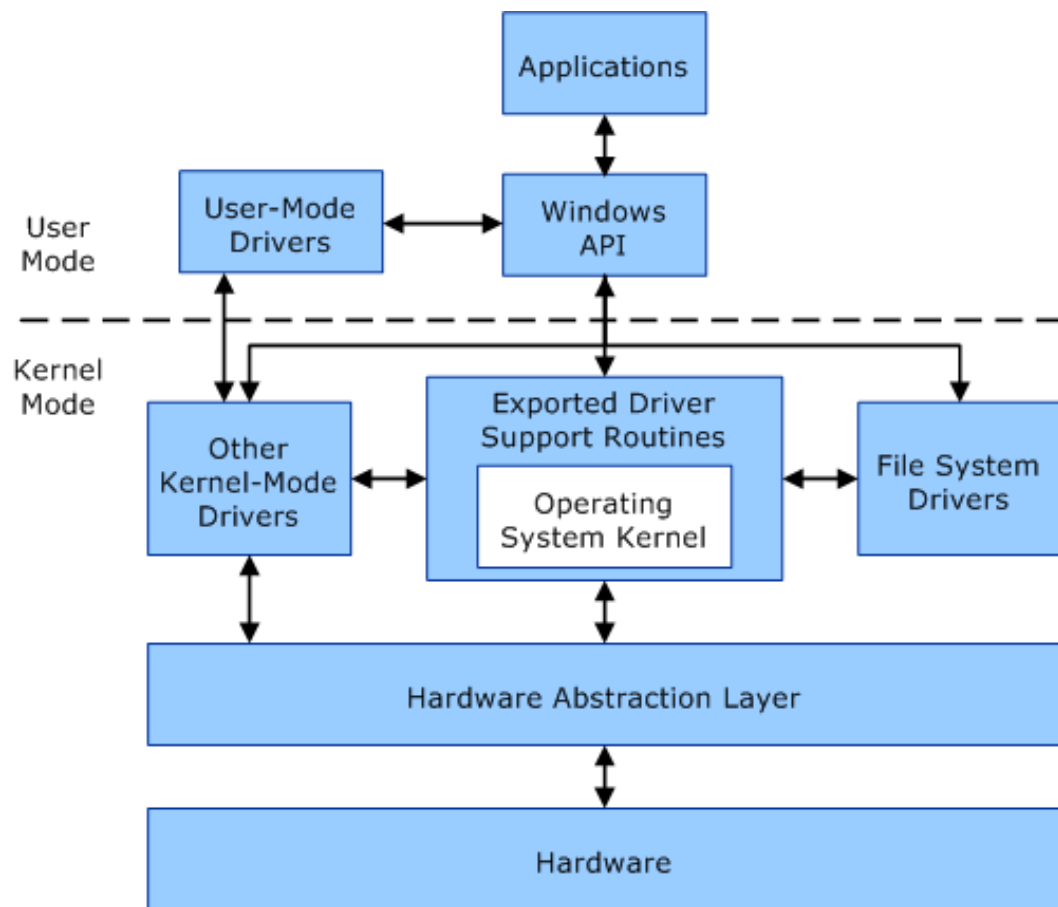 Applications
User-Mode
Drivers
Windows
API
User
Mode
Kernel
Mode
Other
Kernel-Mode
Drivers
Exported Driver
Support Routines
Operating
System Kernel
File System
Drivers
Hardware Abstraction Layer
Hardware